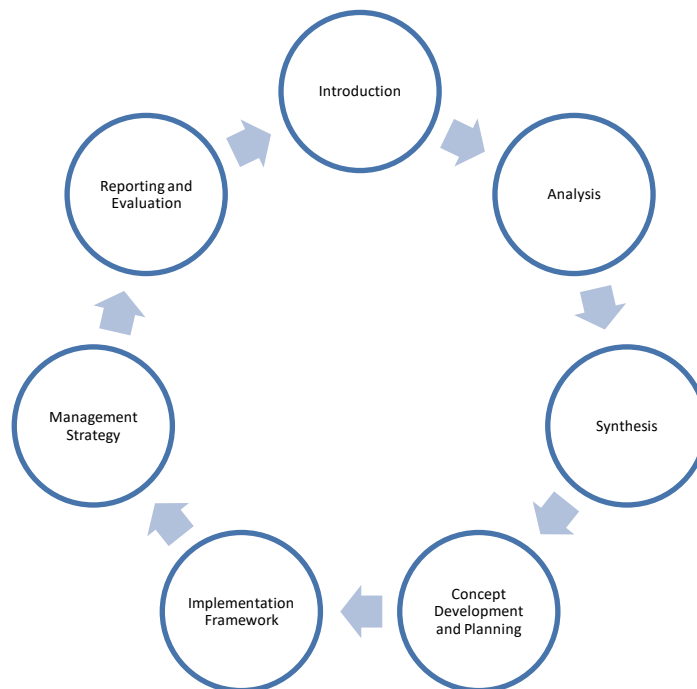 Introduction
Analysis
Synthesis
Concept
Development
and Planning
Implementation
Framework
Management
Strategy
Reporting and
Evaluation